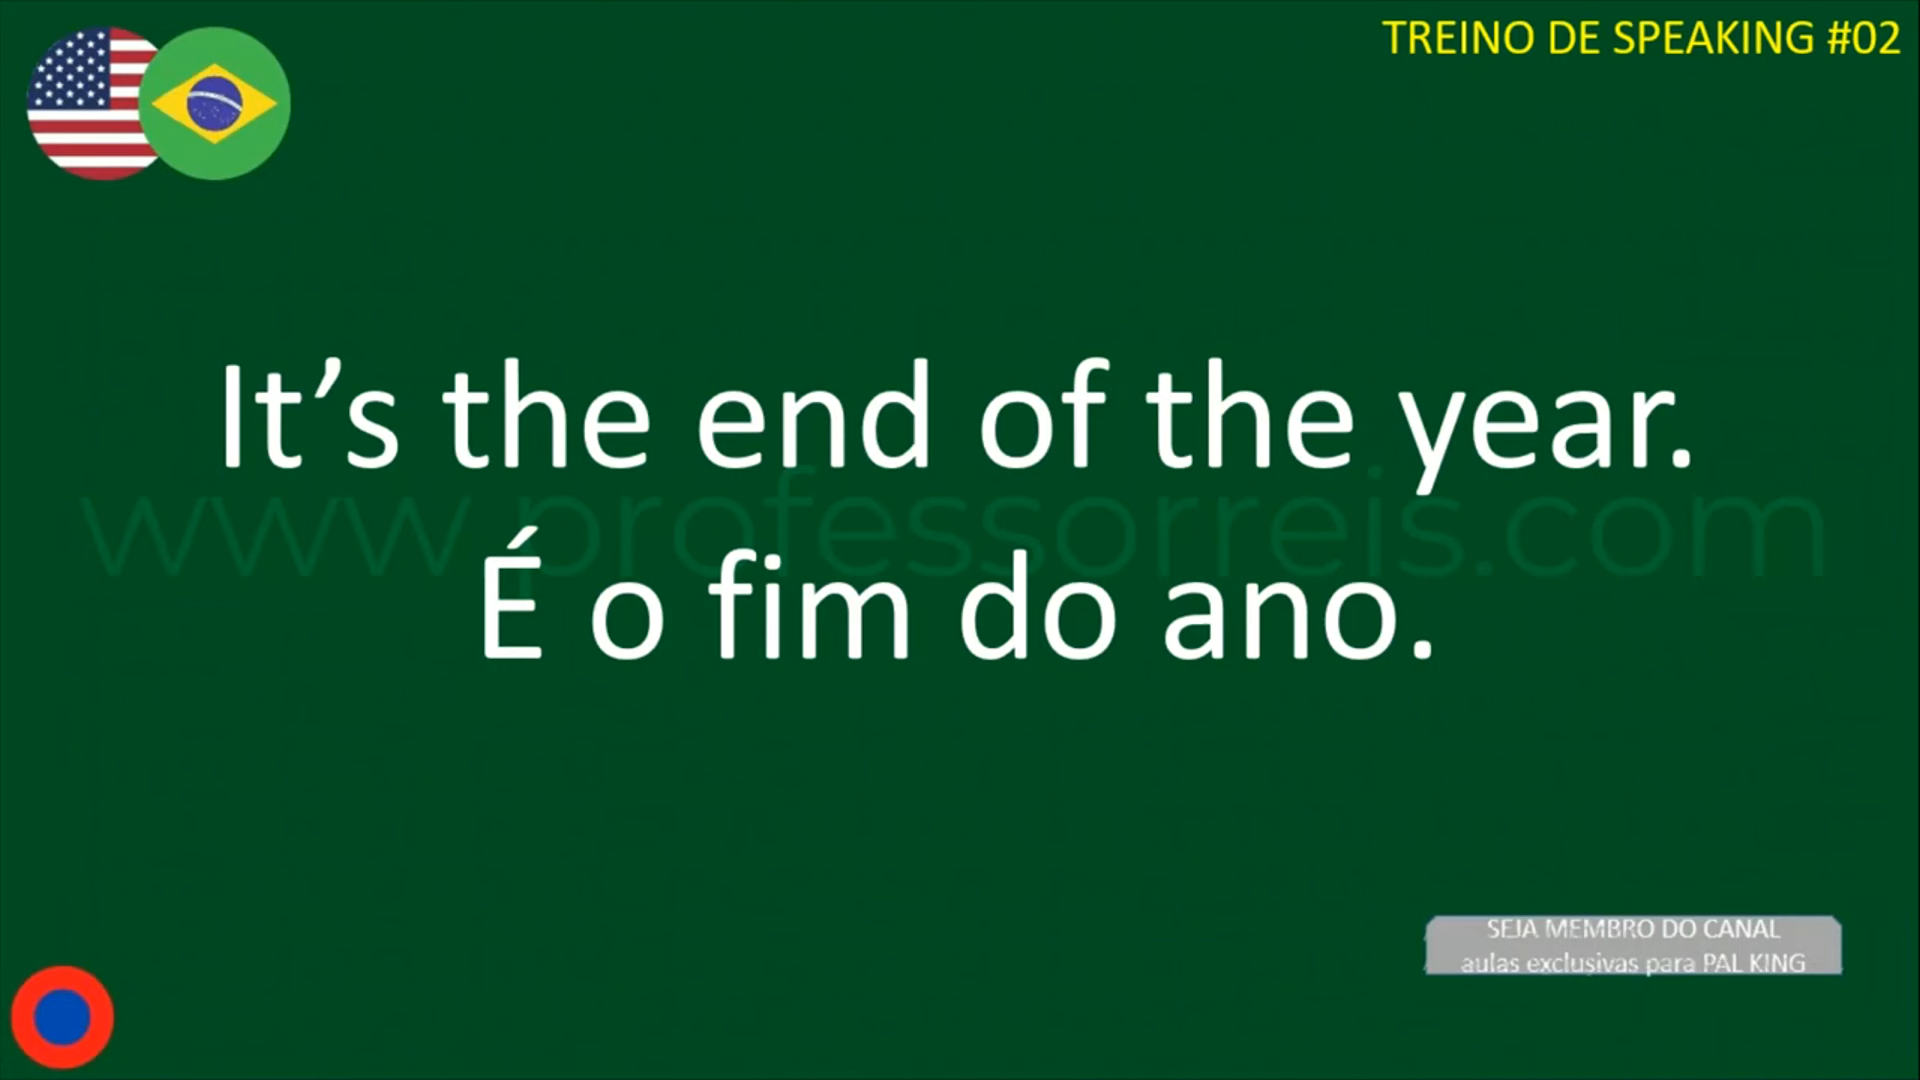 TREINO DE SPEAKING #02
It’s the end of the year.
www.professorreis.com
É o fim do ano.
SEJA MEMBRO DO CANAL
aulas exclusivas para PAL KING